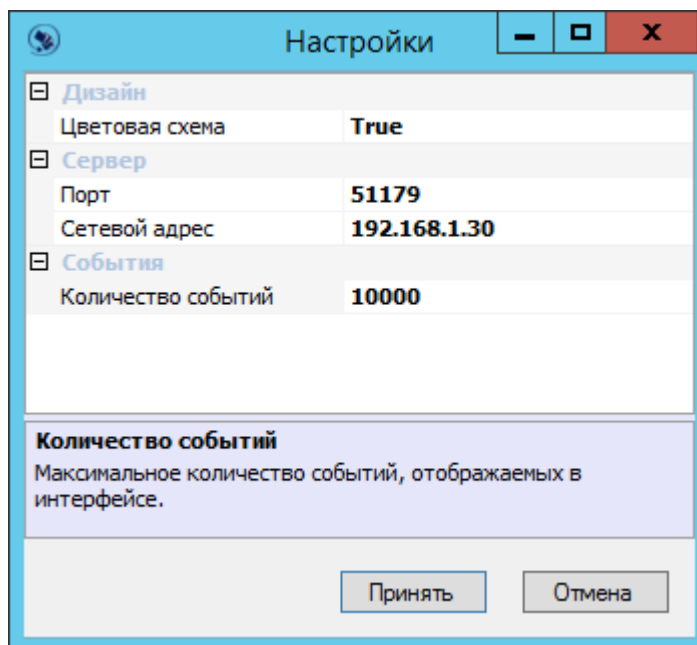 Настройки
Дизайн
Цветовая схема True
Сервер
Порт 51179
Сетевой адрес 192.168.1.30
События
Количество событий 10000
Количество событий
Максимальное количество событий, отображаемых в
интерфейсе.
Принять Отмена